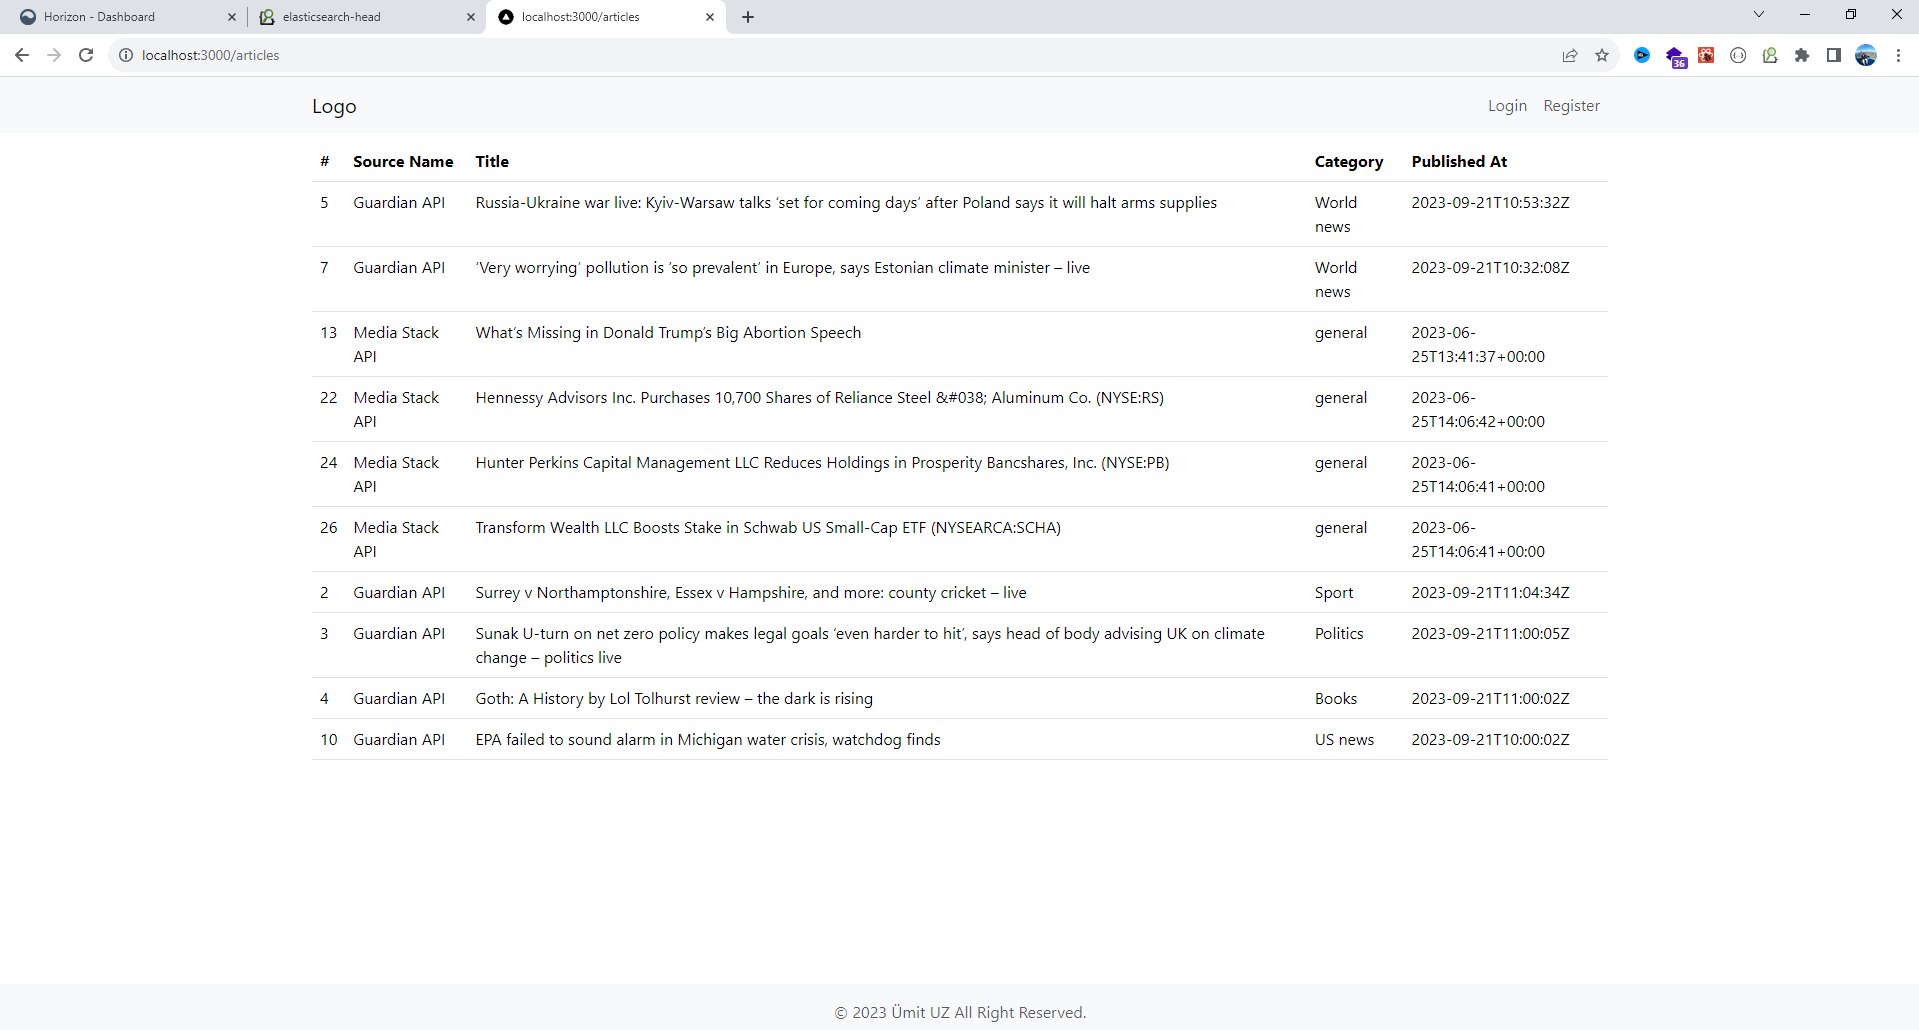 Horizon - Dashboard
elasticsearch-head
localhost:3000/articles
localhost:3000/articles
36
Logo
Login Register
# Source Name Title Category Published At
5 Guardian API Russia-Ukraine war live: Kyiv-Warsaw talks ‘set for coming days’ after Poland says it will halt arms supplies World 2023-09-21T10:53:32Z
news
7 Guardian API ‘Very worrying’ pollution is ‘so prevalent’ in Europe, says Estonian climate minister – live World 2023-09-21T10:32:08Z
news
13 Media Stack What’s Missing in Donald Trump’s Big Abortion Speech general 2023-06-
API 25T13:41:37+00:00
22 Media Stack Hennessy Advisors Inc. Purchases 10,700 Shares of Reliance Steel &#038; Aluminum Co. (NYSE:RS) general 2023-06-
API 25T14:06:42+00:00
24 Media Stack Hunter Perkins Capital Management LLC Reduces Holdings in Prosperity Bancshares, Inc. (NYSE:PB) general 2023-06-
API 25T14:06:41+00:00
26 Media Stack Transform Wealth LLC Boosts Stake in Schwab US Small-Cap ETF (NYSEARCA:SCHA) general 2023-06-
API 25T14:06:41+00:00
2 Guardian API Surrey v Northamptonshire, Essex v Hampshire, and more: county cricket – live Sport 2023-09-21T11:04:34Z
3 Guardian API Sunak U-turn on net zero policy makes legal goals ‘even harder to hit’, says head of body advising UK on climate Politics 2023-09-21T11:00:05Z
change – politics live
4 Guardian API Goth: A History by Lol Tolhurst review – the dark is rising Books 2023-09-21T11:00:02Z
10 Guardian API EPA failed to sound alarm in Michigan water crisis, watchdog finds US news 2023-09-21T10:00:02Z
© 2023 Ümit UZ All Right Reserved.